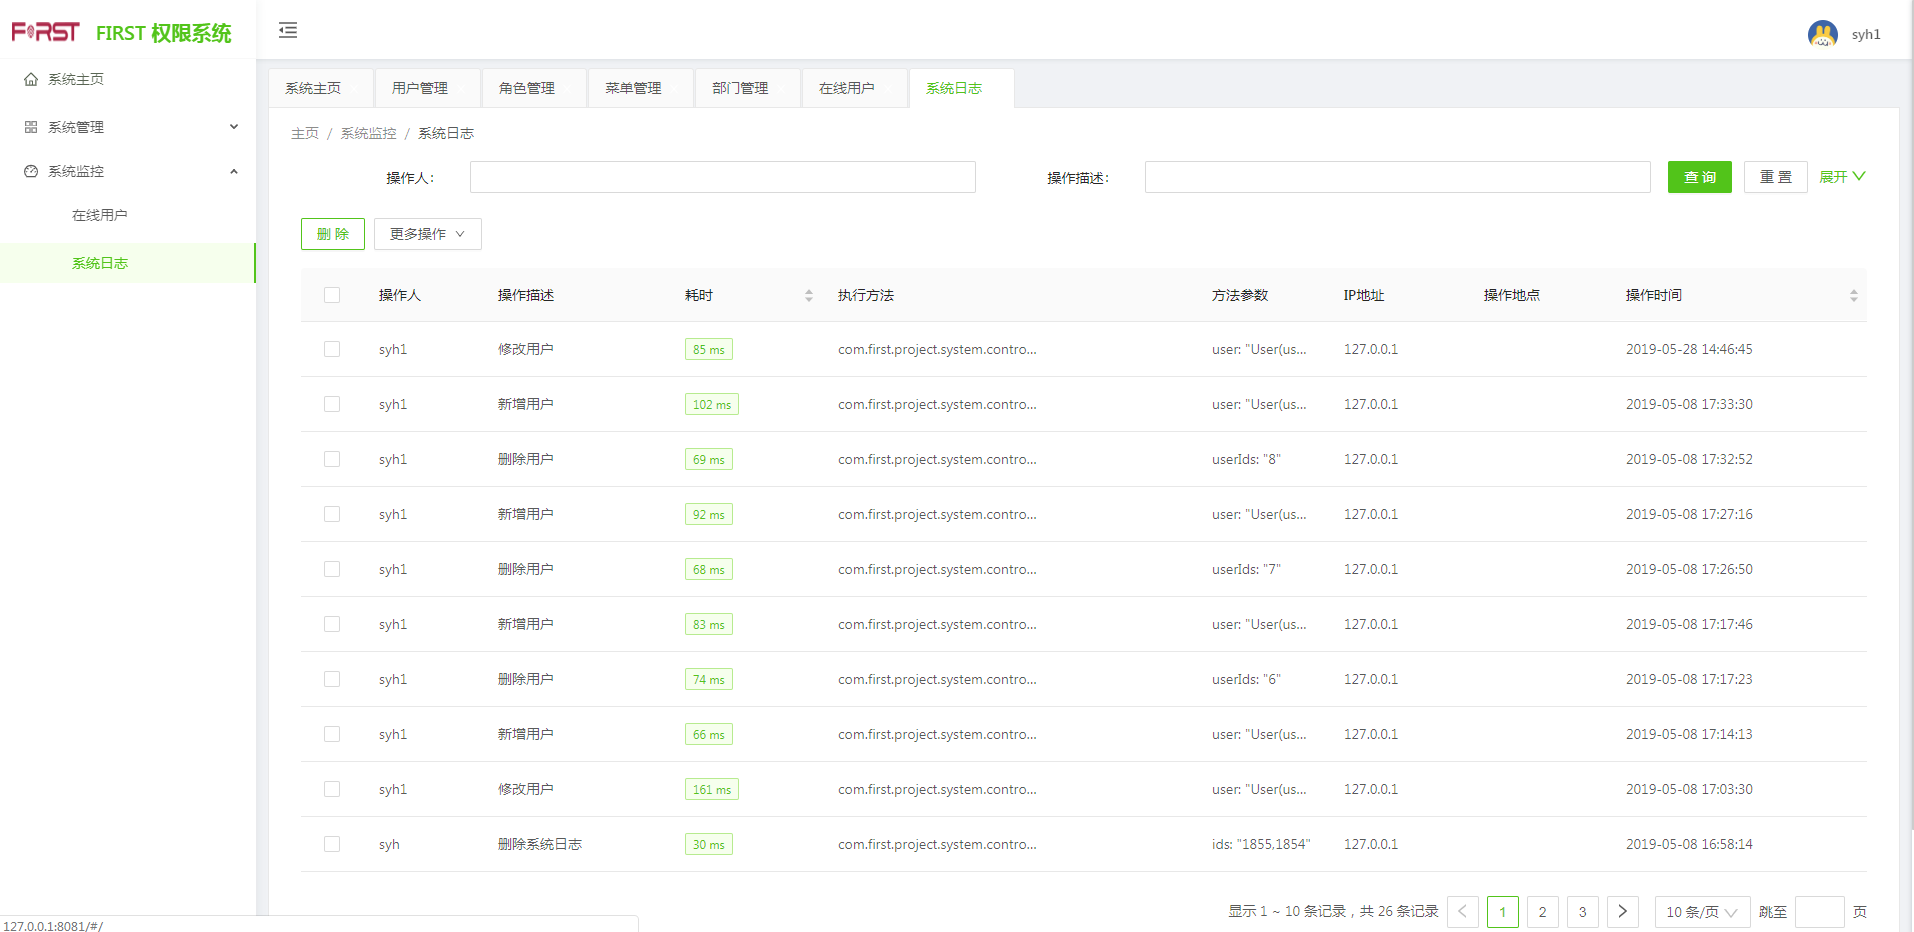 FIRST FIRST 权限系统
syh1
系统主页
系统管理
系统监控
在线用户
系统日志
系统主页 用户管理 角色管理 菜单管理 部门管理 在线用户 系统日志
主页 / 系统监控 / 系统日志
操作人： 操作描述： 查 询 重 置 展开
删 除 更多操作
操作人 操作描述 耗时 执行方法 方法参数 IP地址 操作地点 操作时间
syh1 修改用户 85 ms com.first.project.system.contro... user: "User(us... 127.0.0.1 2019-05-28 14:46:45
syh1 新增用户 102 ms com.first.project.system.contro... user: "User(us... 127.0.0.1 2019-05-08 17:33:30
syh1 删除用户 69 ms com.first.project.system.contro... userIds: "8" 127.0.0.1 2019-05-08 17:32:52
syh1 新增用户 92 ms com.first.project.system.contro... user: "User(us... 127.0.0.1 2019-05-08 17:27:16
syh1 删除用户 68 ms com.first.project.system.contro... userIds: "7" 127.0.0.1 2019-05-08 17:26:50
syh1 新增用户 83 ms com.first.project.system.contro... user: "User(us... 127.0.0.1 2019-05-08 17:17:46
syh1 删除用户 74 ms com.first.project.system.contro... userIds: "6" 127.0.0.1 2019-05-08 17:17:23
syh1 新增用户 66 ms com.first.project.system.contro... user: "User(us... 127.0.0.1 2019-05-08 17:14:13
syh1 修改用户 161 ms com.first.project.system.contro... user: "User(us... 127.0.0.1 2019-05-08 17:03:30
syh 删除系统日志 30 ms com.first.project.system.contro... ids: "1855,1854" 127.0.0.1 2019-05-08 16:58:14
显示 1 ~ 10 条记录，共 26 条记录 1 2 3 10 条/页 跳至 页
127.0.0.1:8081/#/